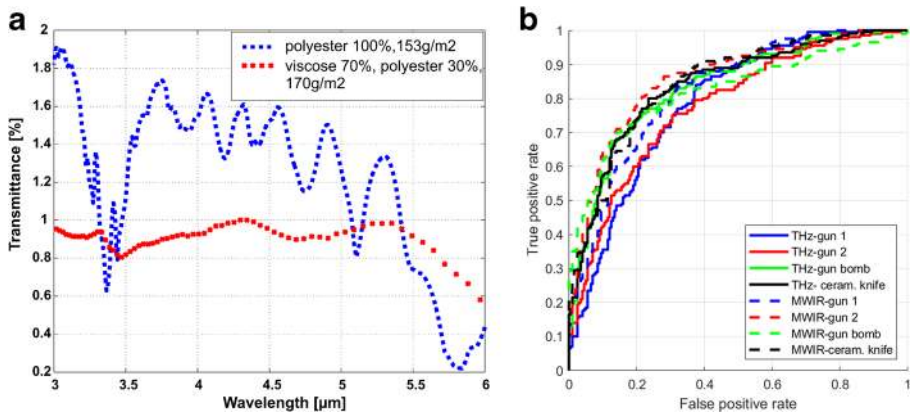 a
2
1.8
1.6
1.4
1.2
1
0.8
0.6
0.4
0.2
Transmittance [%]
polyester 100%,153g/m2
viscose 70%, polyester 30%,
170g/m2
3
3.5
4
4.5
5
5.5
6
Wavelength [µm]
b
1
0.9
0.8
0.7
0.6
0.5
0.4
0.3
0.2
0.1
0
True positive rate
THz-gun 1
THz-gun 2
THz-gun bomb
THz- ceram. knife
MWIR-gun 1
MWIR-gun 2
MWIR-gun bomb
MWIR-ceram. knife
0
0.2
0.4
0.6
0.8
1
False positive rate